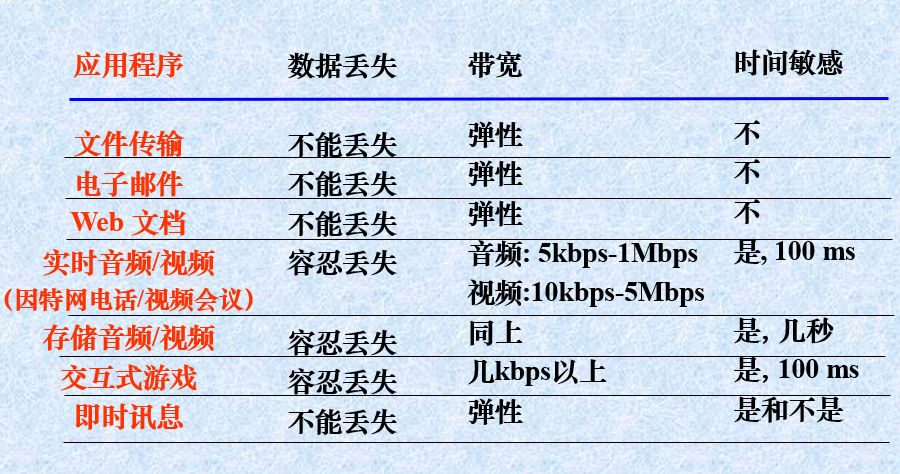 应用程序 数据丢失 带宽 时间敏感
文件传输 不能丢失 弹性 不
电子邮件 不能丢失 弹性 不
Web 文档 不能丢失 弹性 不
实时音频/视频 容忍丢失 音频: 5kbps-1Mbps 是, 100 ms
(因特网电话/视频会议) 视频:10kbps-5Mbps
存储音频/视频 容忍丢失 同上 是, 几秒
交互式游戏 容忍丢失 几kbps以上 是, 100 ms
即时讯息 不能丢失 弹性 是和不是